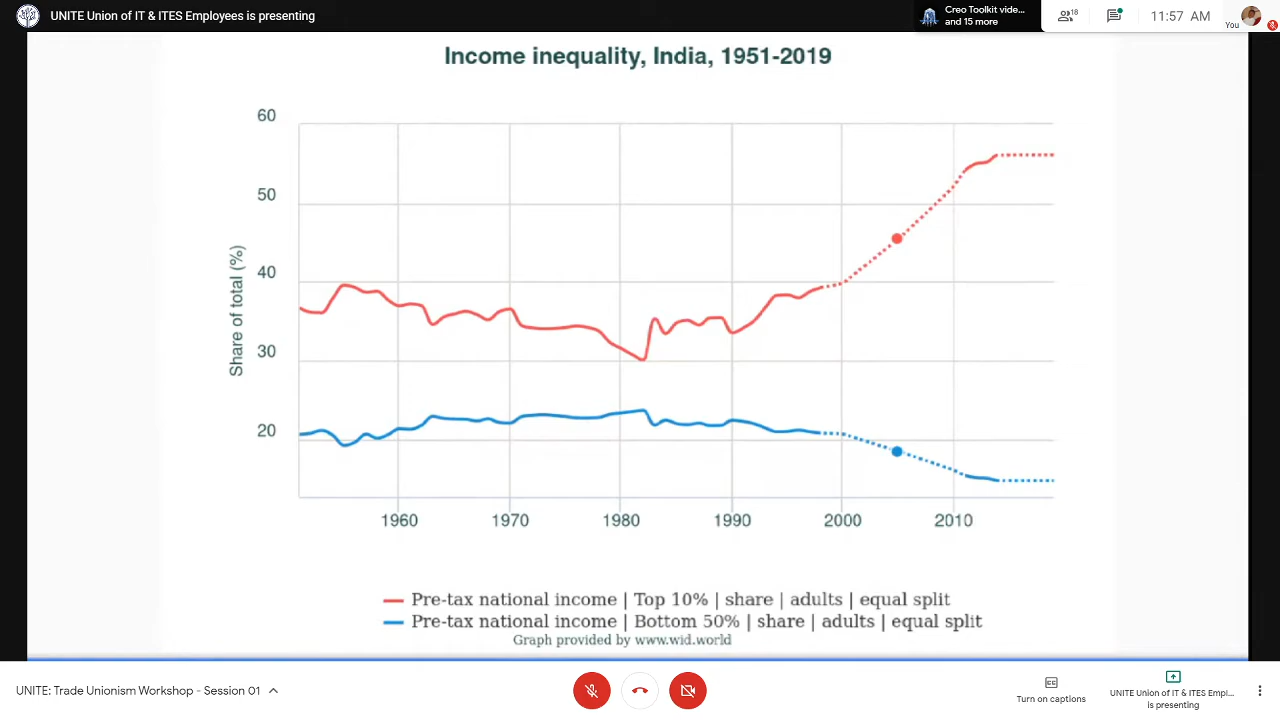 UNITE Union of IT & ITES Employees is presenting
Creo Toolkit vide...
and 15 more
18
11:57 AM
You
Income inequality, India, 1951-2019
60
50
40
30
20
Share of total (%)
1960 1970 1980 1990 2000 2010
Pre-tax national income | Top 10% | share | adults | equal split
Pre-tax national income | Bottom 50% | share | adults | equal split
Graph provided by www.wid.world
UNITE: Trade Unionism Workshop - Session 01
CC
Turn on captions
UNITE Union of IT & ITES Empl...
is presenting